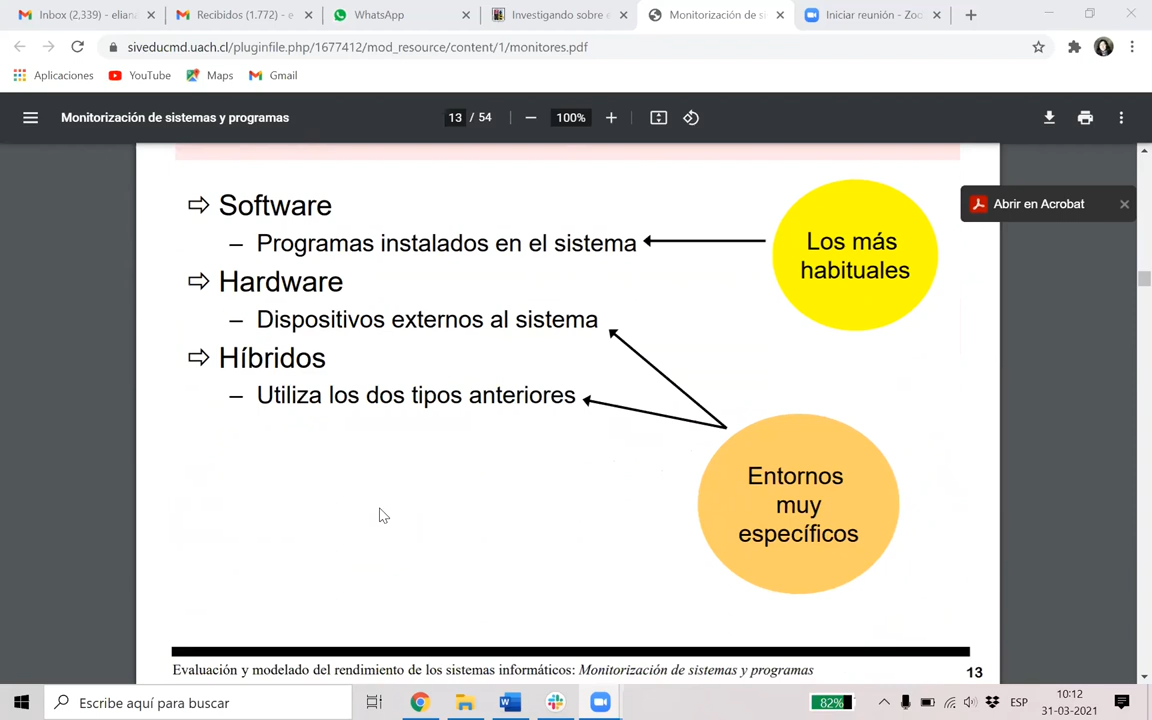 Inbox (2,339) - elian
Recibidos (1.772) - e
WhatsApp
Investigando sobre e
Monitorización de si
Iniciar reunión - Zoo
siveducmd.uach.cl/pluginfile.php/1677412/mod_resource/content/1/monitores.pdf
Aplicaciones
YouTube
Maps
Gmail
Monitorización de sistemas y programas
13 / 54
100%
Abrir en Acrobat
Software
– Programas instalados en el sistema
Los más
habituales
Hardware
– Dispositivos externos al sistema
Híbridos
– Utiliza los dos tipos anteriores
Entornos
muy
específicos
Evaluación y modelado del rendimiento de los sistemas informáticos: Monitorización de sistemas y programas
13
Escribe aquí para buscar
82%
ESP
10:12
31-03-2021